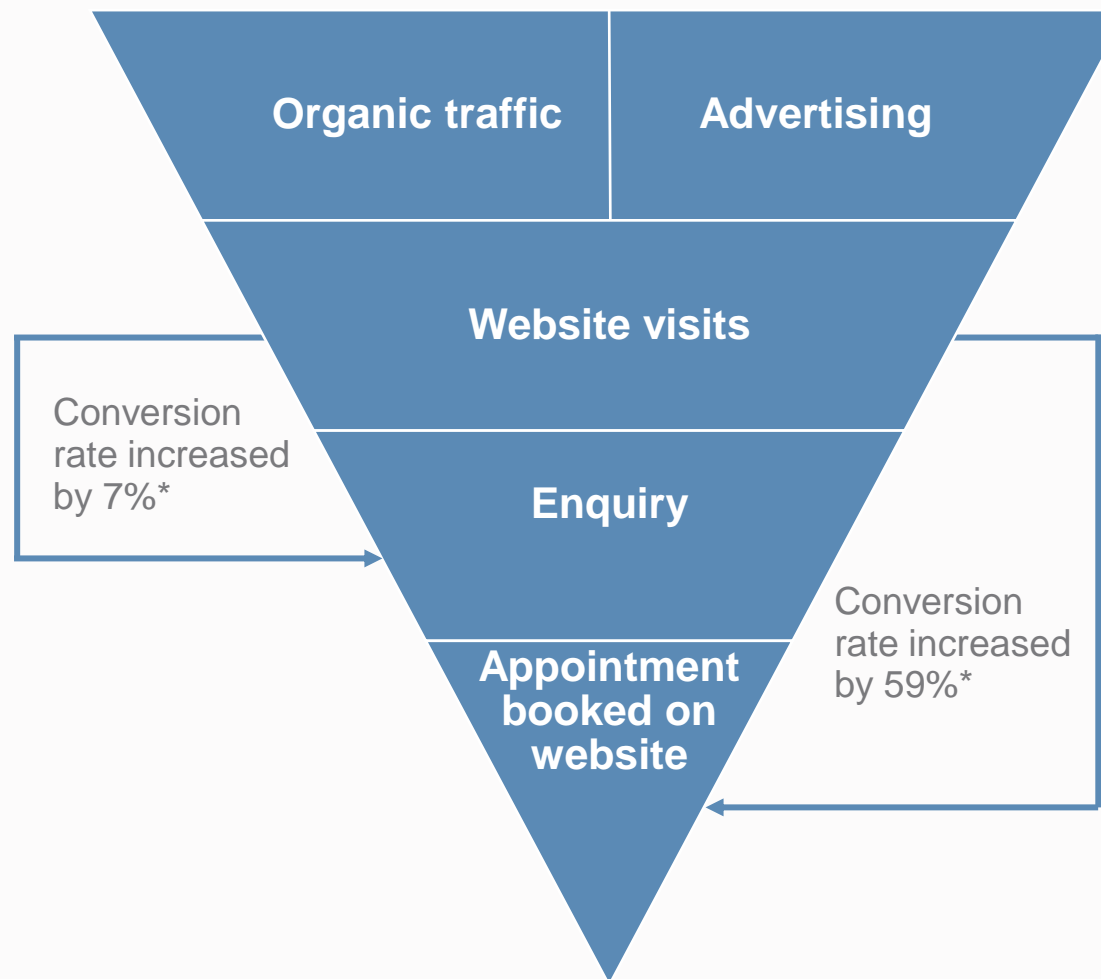 Organic traffic
Advertising
Website visits
Conversion
rate increased
by 7%*
Enquiry
Conversion
rate increased
by 59%*
Appointment
booked on
website